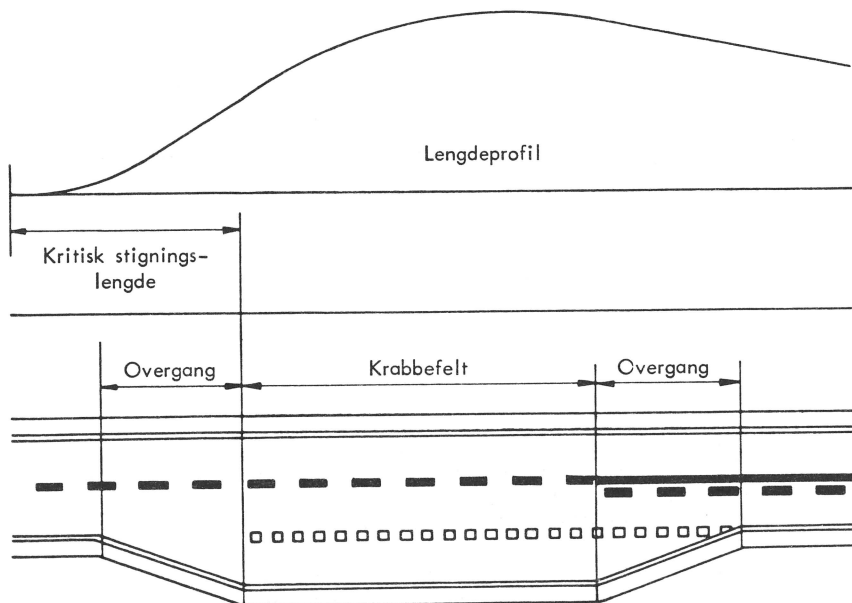 Lengdeprofil
Kritisk stignings-
lengde
Overgang
Krabbefelt
Overgang